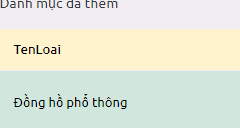 Danh mục đã thêm
TenLoai
Đồng hồ phổ thông